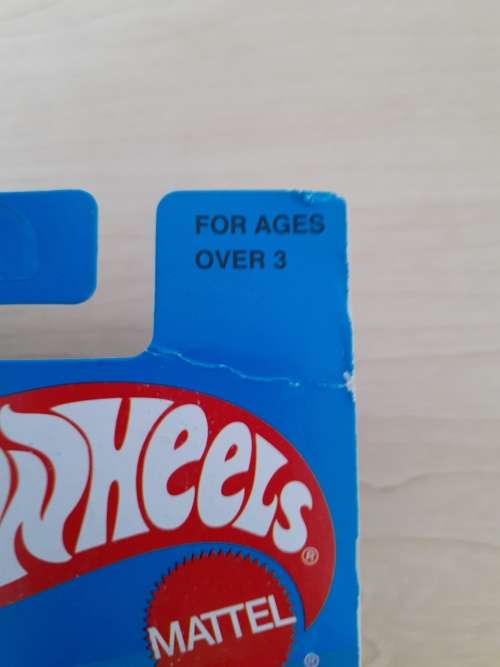 FOR AGES
OVER 3
WHEELS®
MATTEL
®